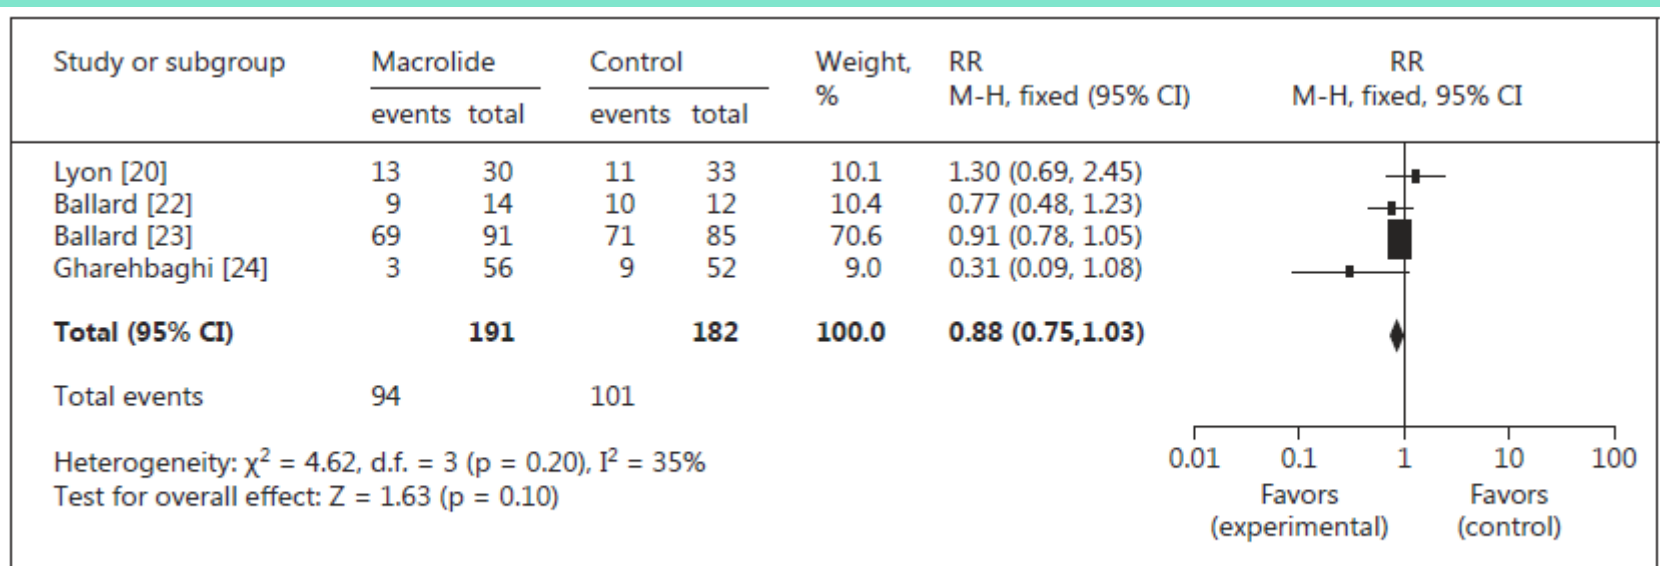 Study or subgroup Macrolide Control Weight, RR RR
events total events total % M-H, fixed (95% CI) M-H, fixed, 95% CI
Lyon [20] 13 30 11 33 10.1 1.30 (0.69, 2.45)
Ballard [22] 9 14 10 12 10.4 0.77 (0.48, 1.23)
Ballard [23] 69 91 71 85 70.6 0.91 (0.78, 1.05)
Gharehbaghi [24] 3 56 9 52 9.0 0.31 (0.09, 1.08)
Total (95% CI) 191 182 100.0 0.88 (0.75,1.03)
Total events 94 101
Heterogeneity: χ² = 4.62, d.f. = 3 (p = 0.20), I² = 35%
Test for overall effect: Z = 1.63 (p = 0.10)
0.01 0.1 1 10 100
Favors Favors
(experimental) (control)